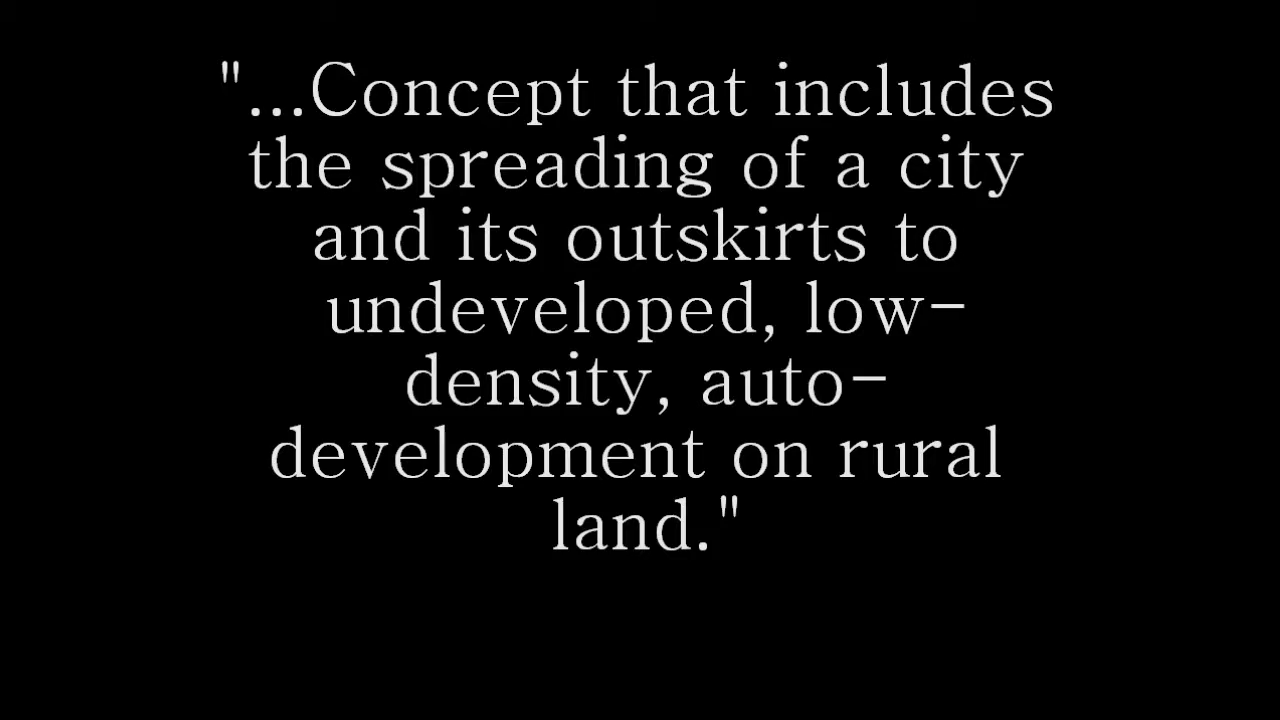 "...Concept that includes
the spreading of a city
and its outskirts to
undeveloped, low-
density, auto-
development on rural
land."